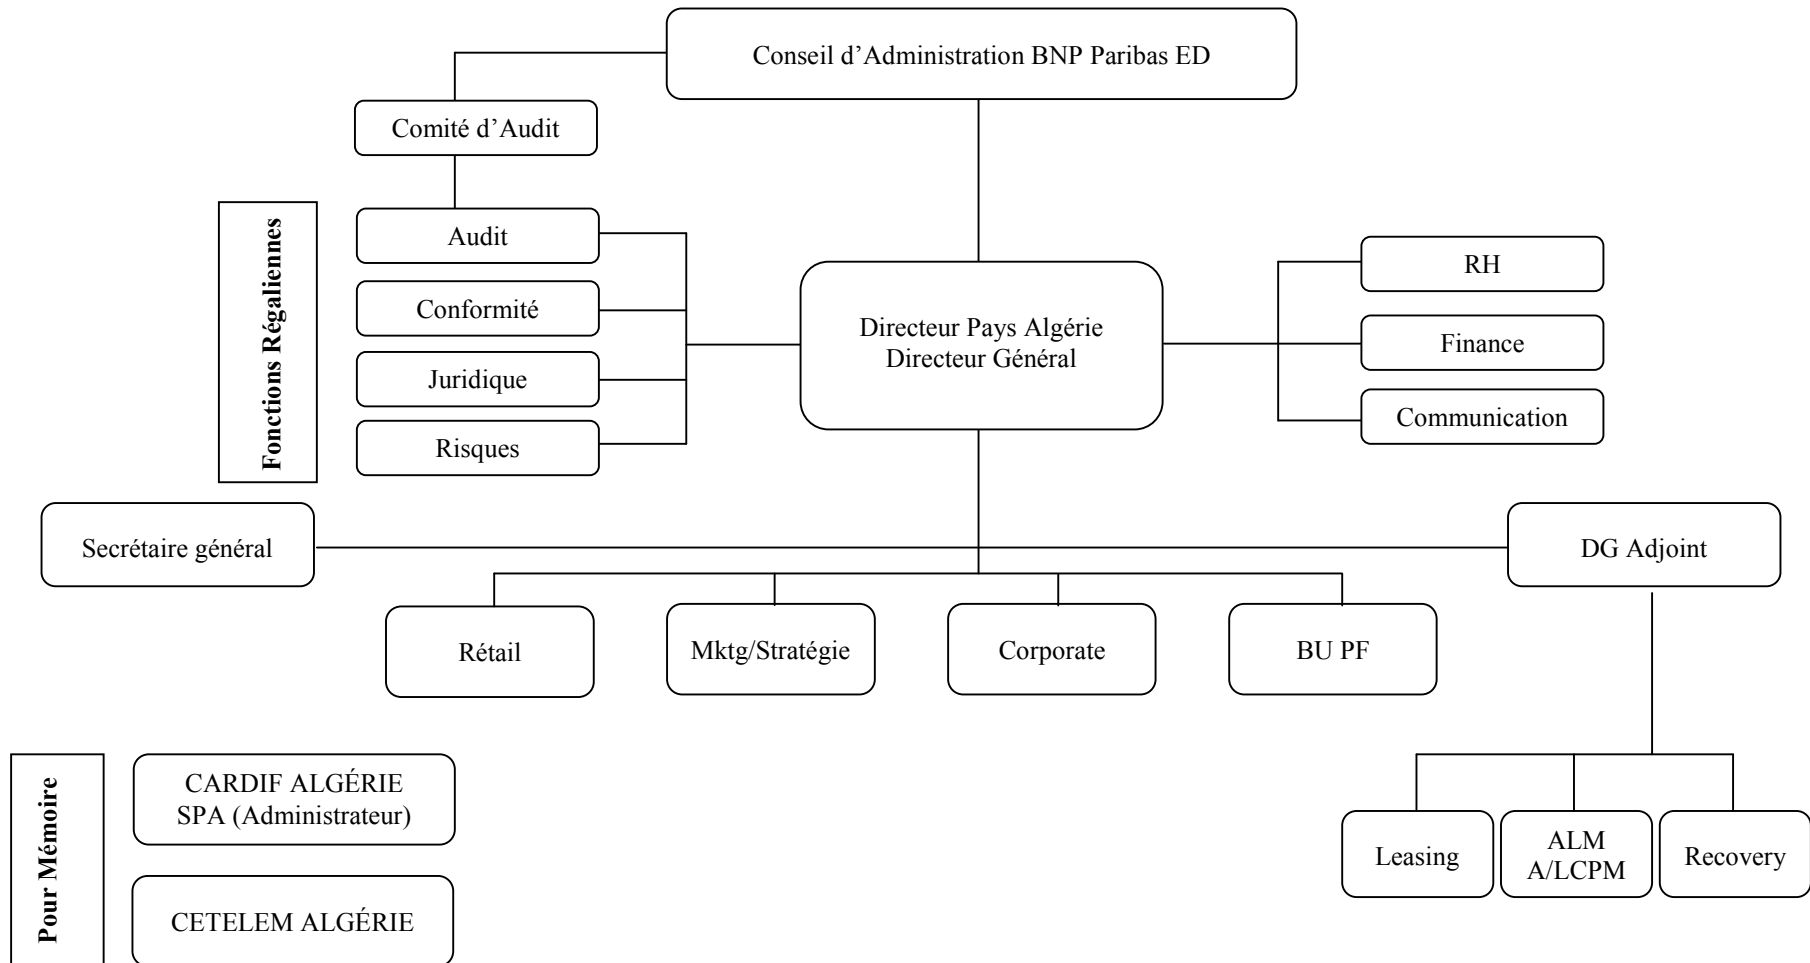 Conseil d’Administration BNP Paribas ED
Comité d’Audit
Fonctions Régaliennes
Audit
Conformité
Juridique
Risques
Directeur Pays Algérie
Directeur Général
RH
Finance
Communication
Secrétaire général
DG Adjoint
Rétail
Mktg/Stratégie
Corporate
BU PF
Pour Mémoire
CARDIF ALGÉRIE
SPA (Administrateur)
CETELEM ALGÉRIE
Leasing
ALM
A/LCPM
Recovery